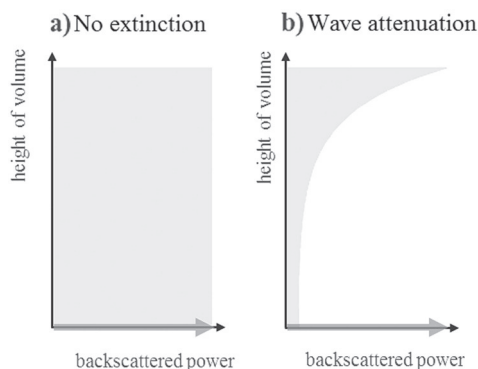 a) No extinction
height of volume
backscattered power
b) Wave attenuation
height of volume
backscattered power